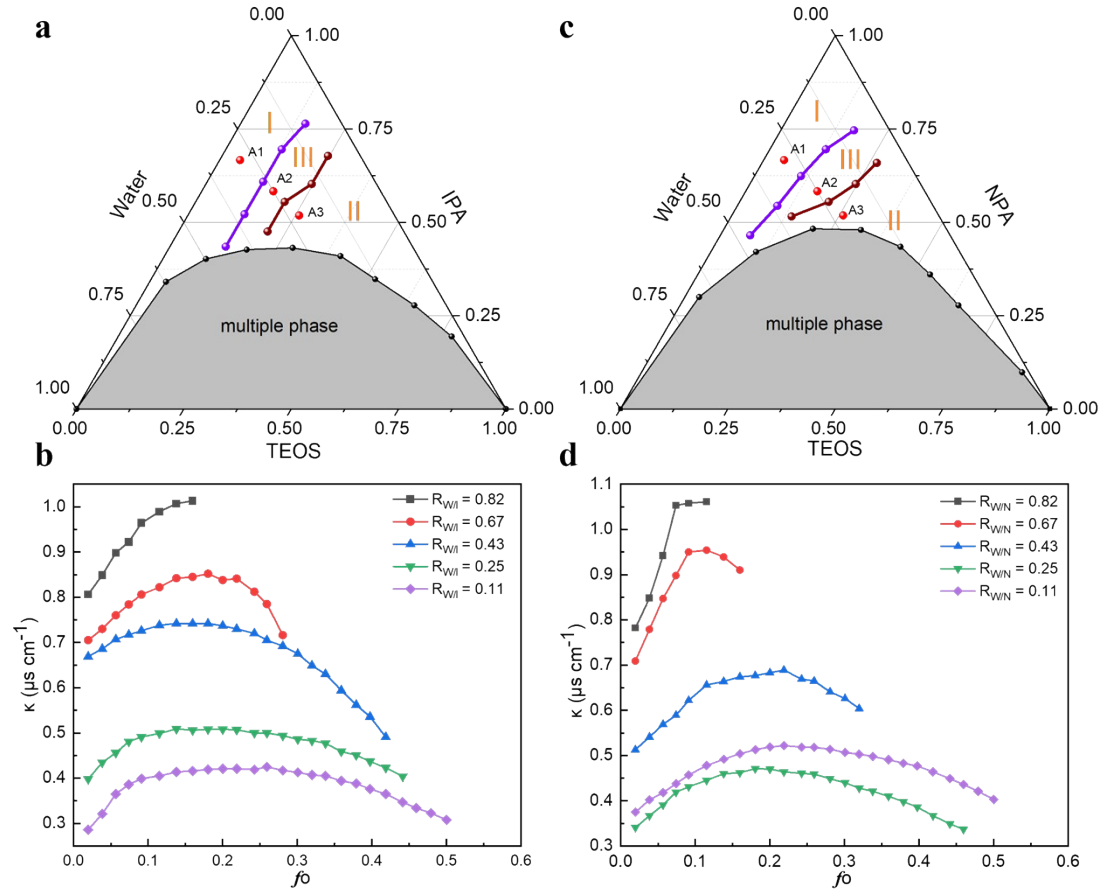 a
0.00
1.00
0.25
I
0.75
A1
III
Water
A2
IPA
0.50
A3
II
0.50
0.75
0.25
multiple phase
1.00
0.00
0.00
0.25
0.50
0.75
1.00
TEOS
c
0.00
1.00
0.25
I
0.75
A1
III
Water
A2
NPA
0.50
A3
II
0.50
0.75
0.25
multiple phase
1.00
0.00
0.00
0.25
0.50
0.75
1.00
TEOS
b
1.0
0.9
0.8
0.7
0.6
0.5
0.4
0.3
κ (μs cm⁻¹)
R_W/I = 0.82
R_W/I = 0.67
R_W/I = 0.43
R_W/I = 0.25
R_W/I = 0.11
0.0 0.1 0.2 0.3 0.4 0.5 0.6
fo
d
1.1
1.0
0.9
0.8
0.7
0.6
0.5
0.4
0.3
κ (μs cm⁻¹)
R_W/N = 0.82
R_W/N = 0.67
R_W/N = 0.43
R_W/N = 0.25
R_W/N = 0.11
0.0 0.1 0.2 0.3 0.4 0.5 0.6
fo